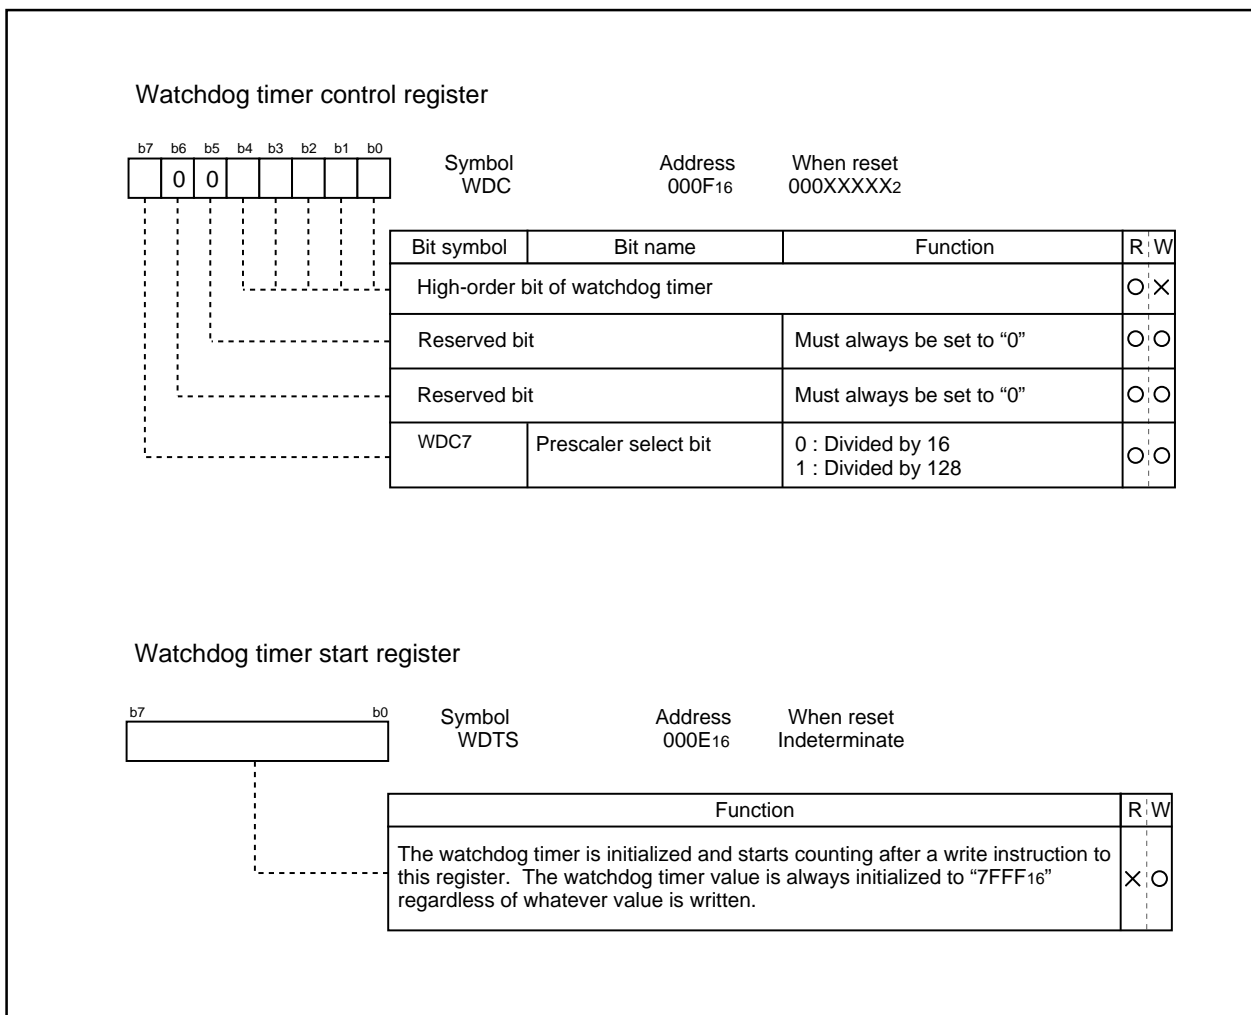 Watchdog timer control register
b7 b6 b5 b4 b3 b2 b1 b0
0 0
Symbol Address When reset
WDC 000F16 000XXXXX2
Bit symbol Bit name Function R W
High-order bit of watchdog timer
Reserved bit Must always be set to “0”
Reserved bit Must always be set to “0”
WDC7 Prescaler select bit 0 : Divided by 16
1 : Divided by 128
Watchdog timer start register
b7 b0
Symbol Address When reset
WDTS 000E16 Indeterminate
Function R W
The watchdog timer is initialized and starts counting after a write instruction to
this register. The watchdog timer value is always initialized to “7FFF16”
regardless of whatever value is written.